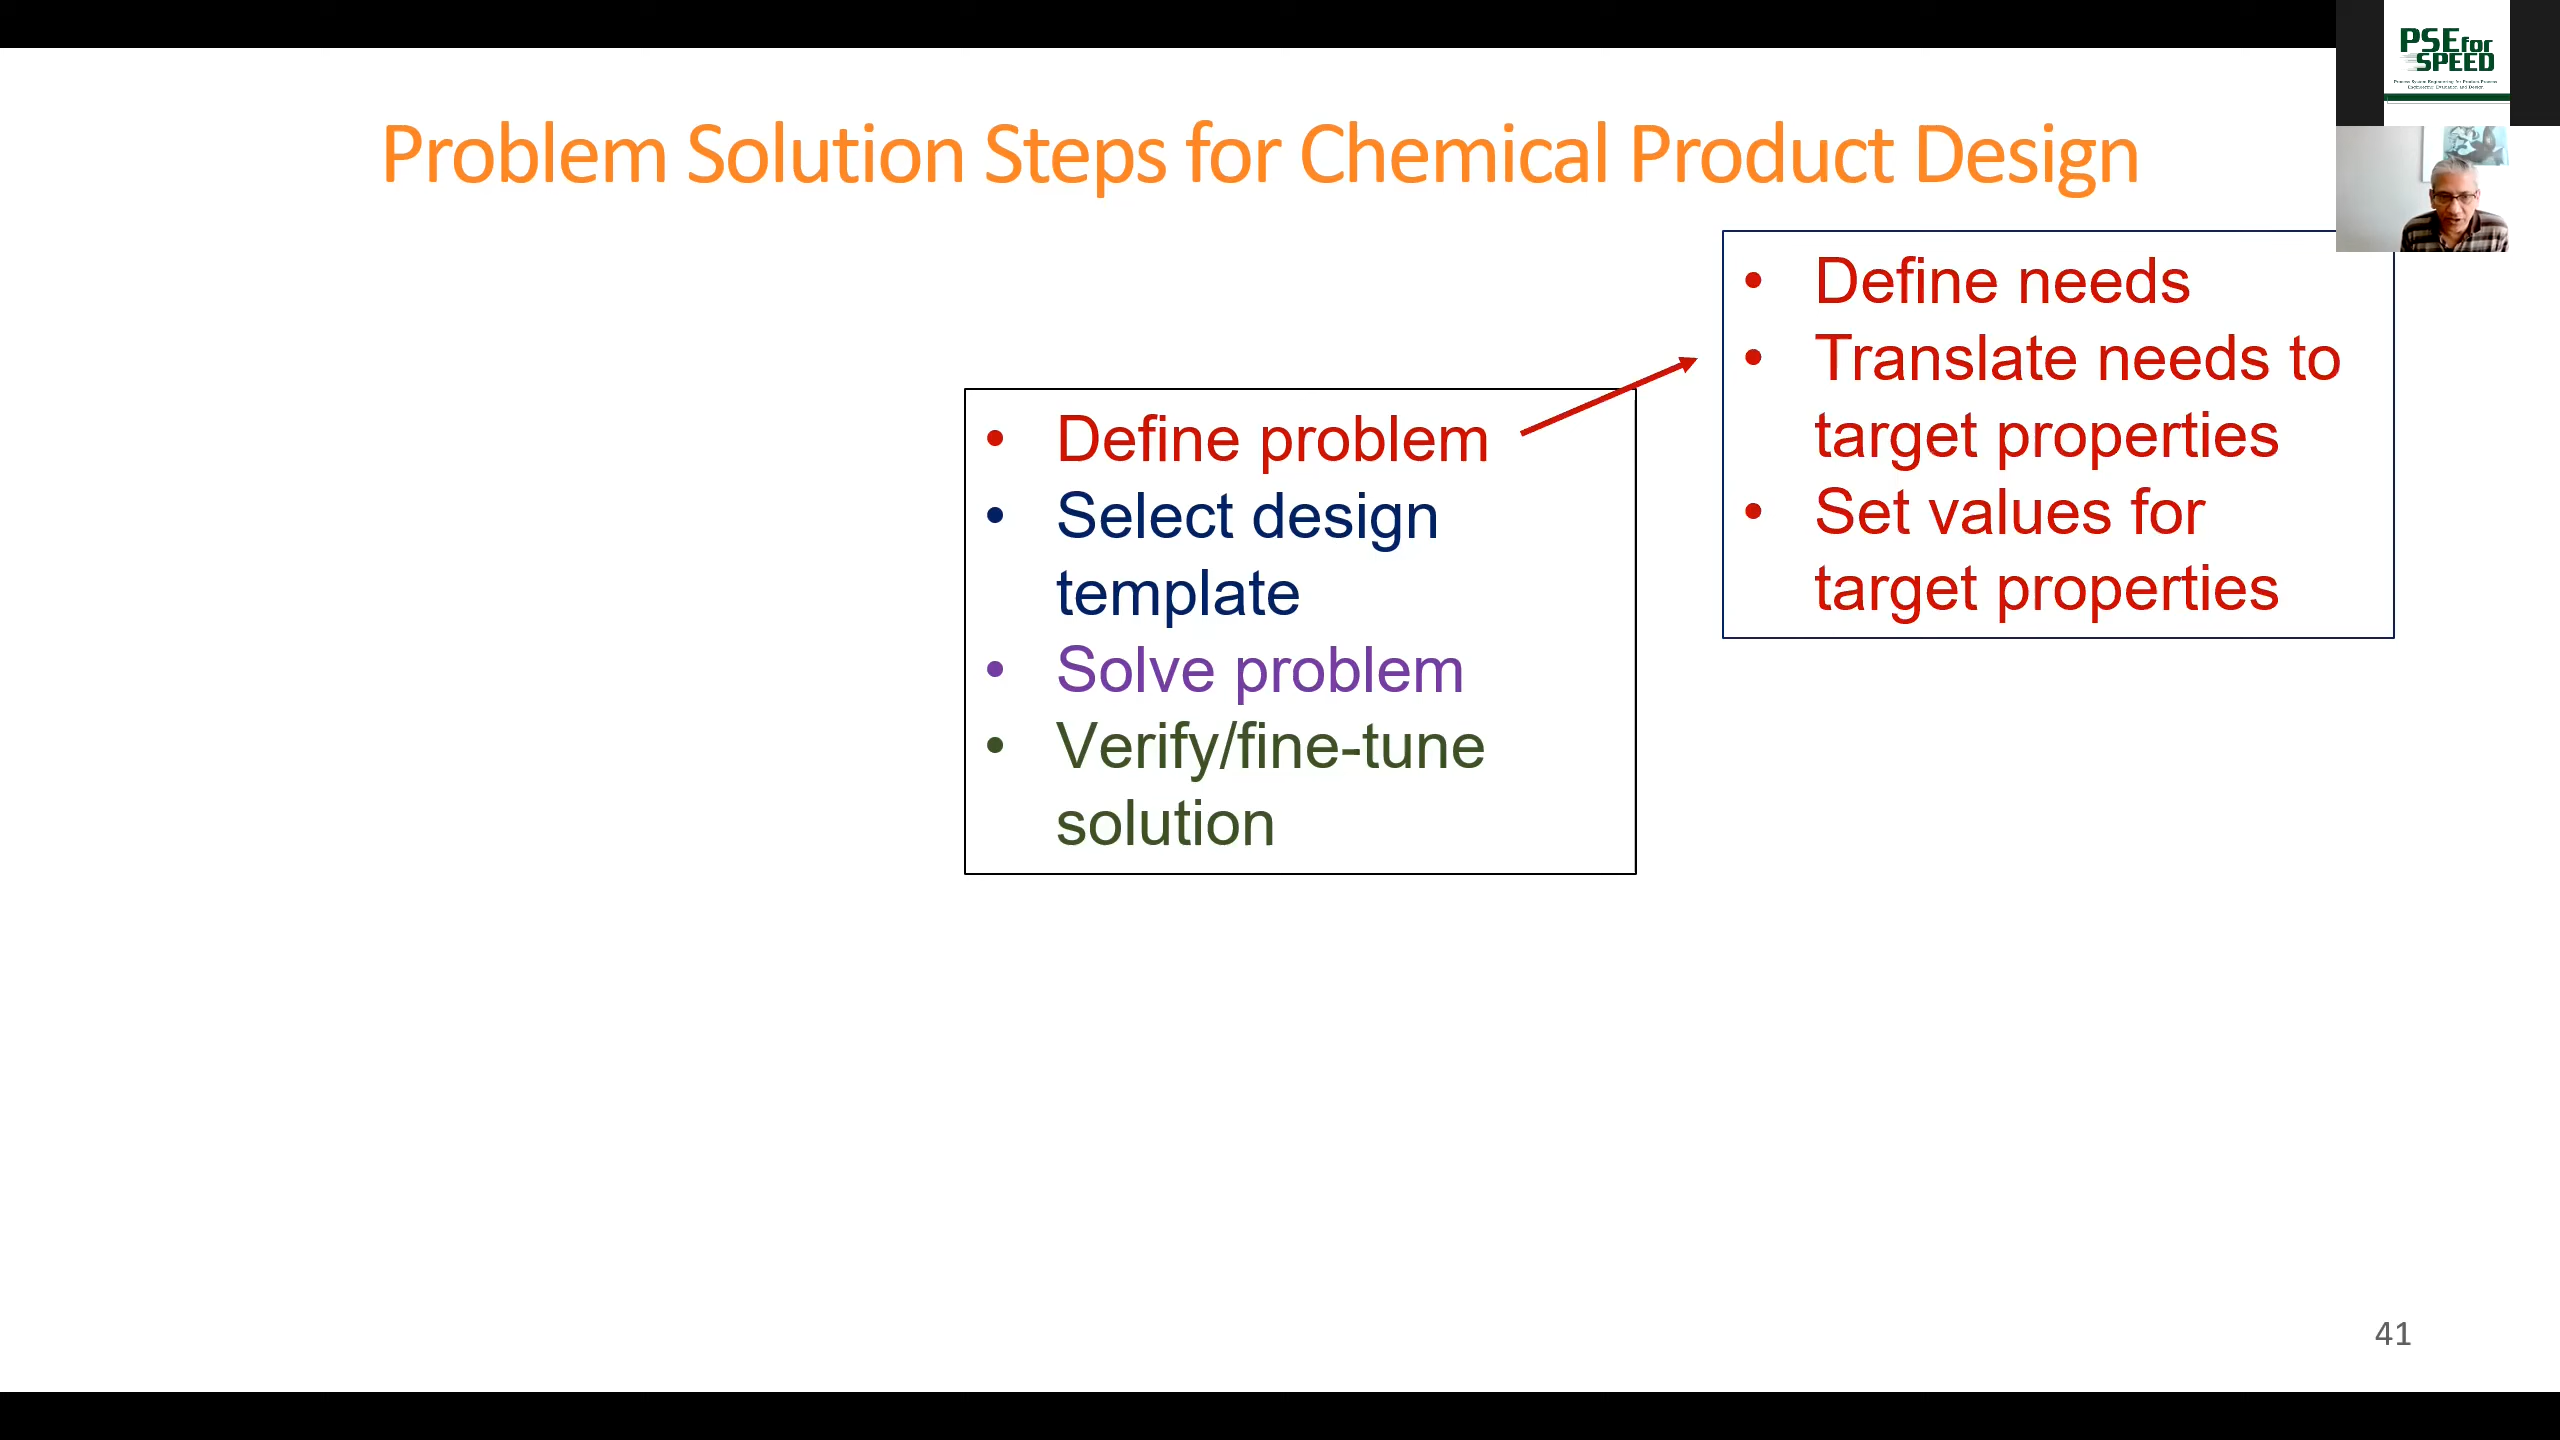 PSE for
SPEED
Problem Solution Steps for Chemical Product Design
• Define problem
• Select design
template
• Solve problem
• Verify/fine-tune
solution
• Define needs
• Translate needs to
target properties
• Set values for
target properties
41